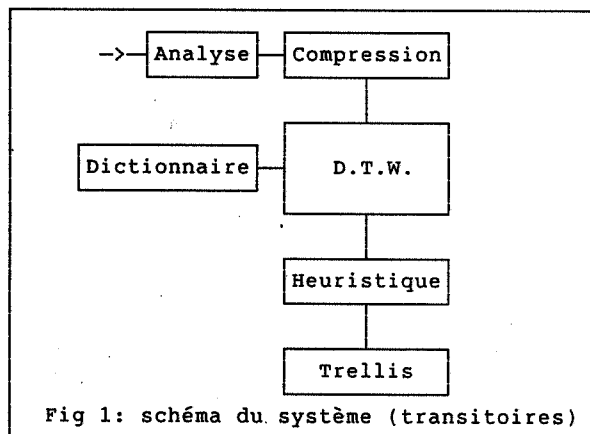 Analyse
Compression
Dictionnaire
D.T.W.
Heuristique
Trellis
Fig 1: schéma du système (transitoires)